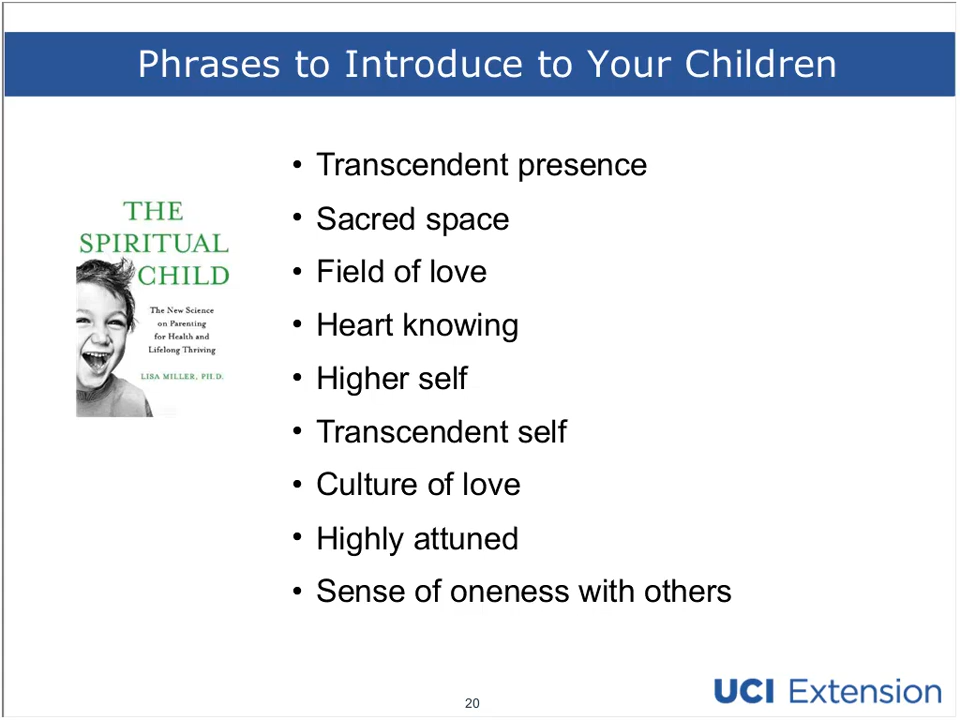 Phrases to Introduce to Your Children
THE
SPIRITUAL
CHILD
The New Science
on Parenting
for Health and
Lifelong Thriving
LISA MILLER, PH.D.
• Transcendent presence
• Sacred space
• Field of love
• Heart knowing
• Higher self
• Transcendent self
• Culture of love
• Highly attuned
• Sense of oneness with others
20
UCI Extension